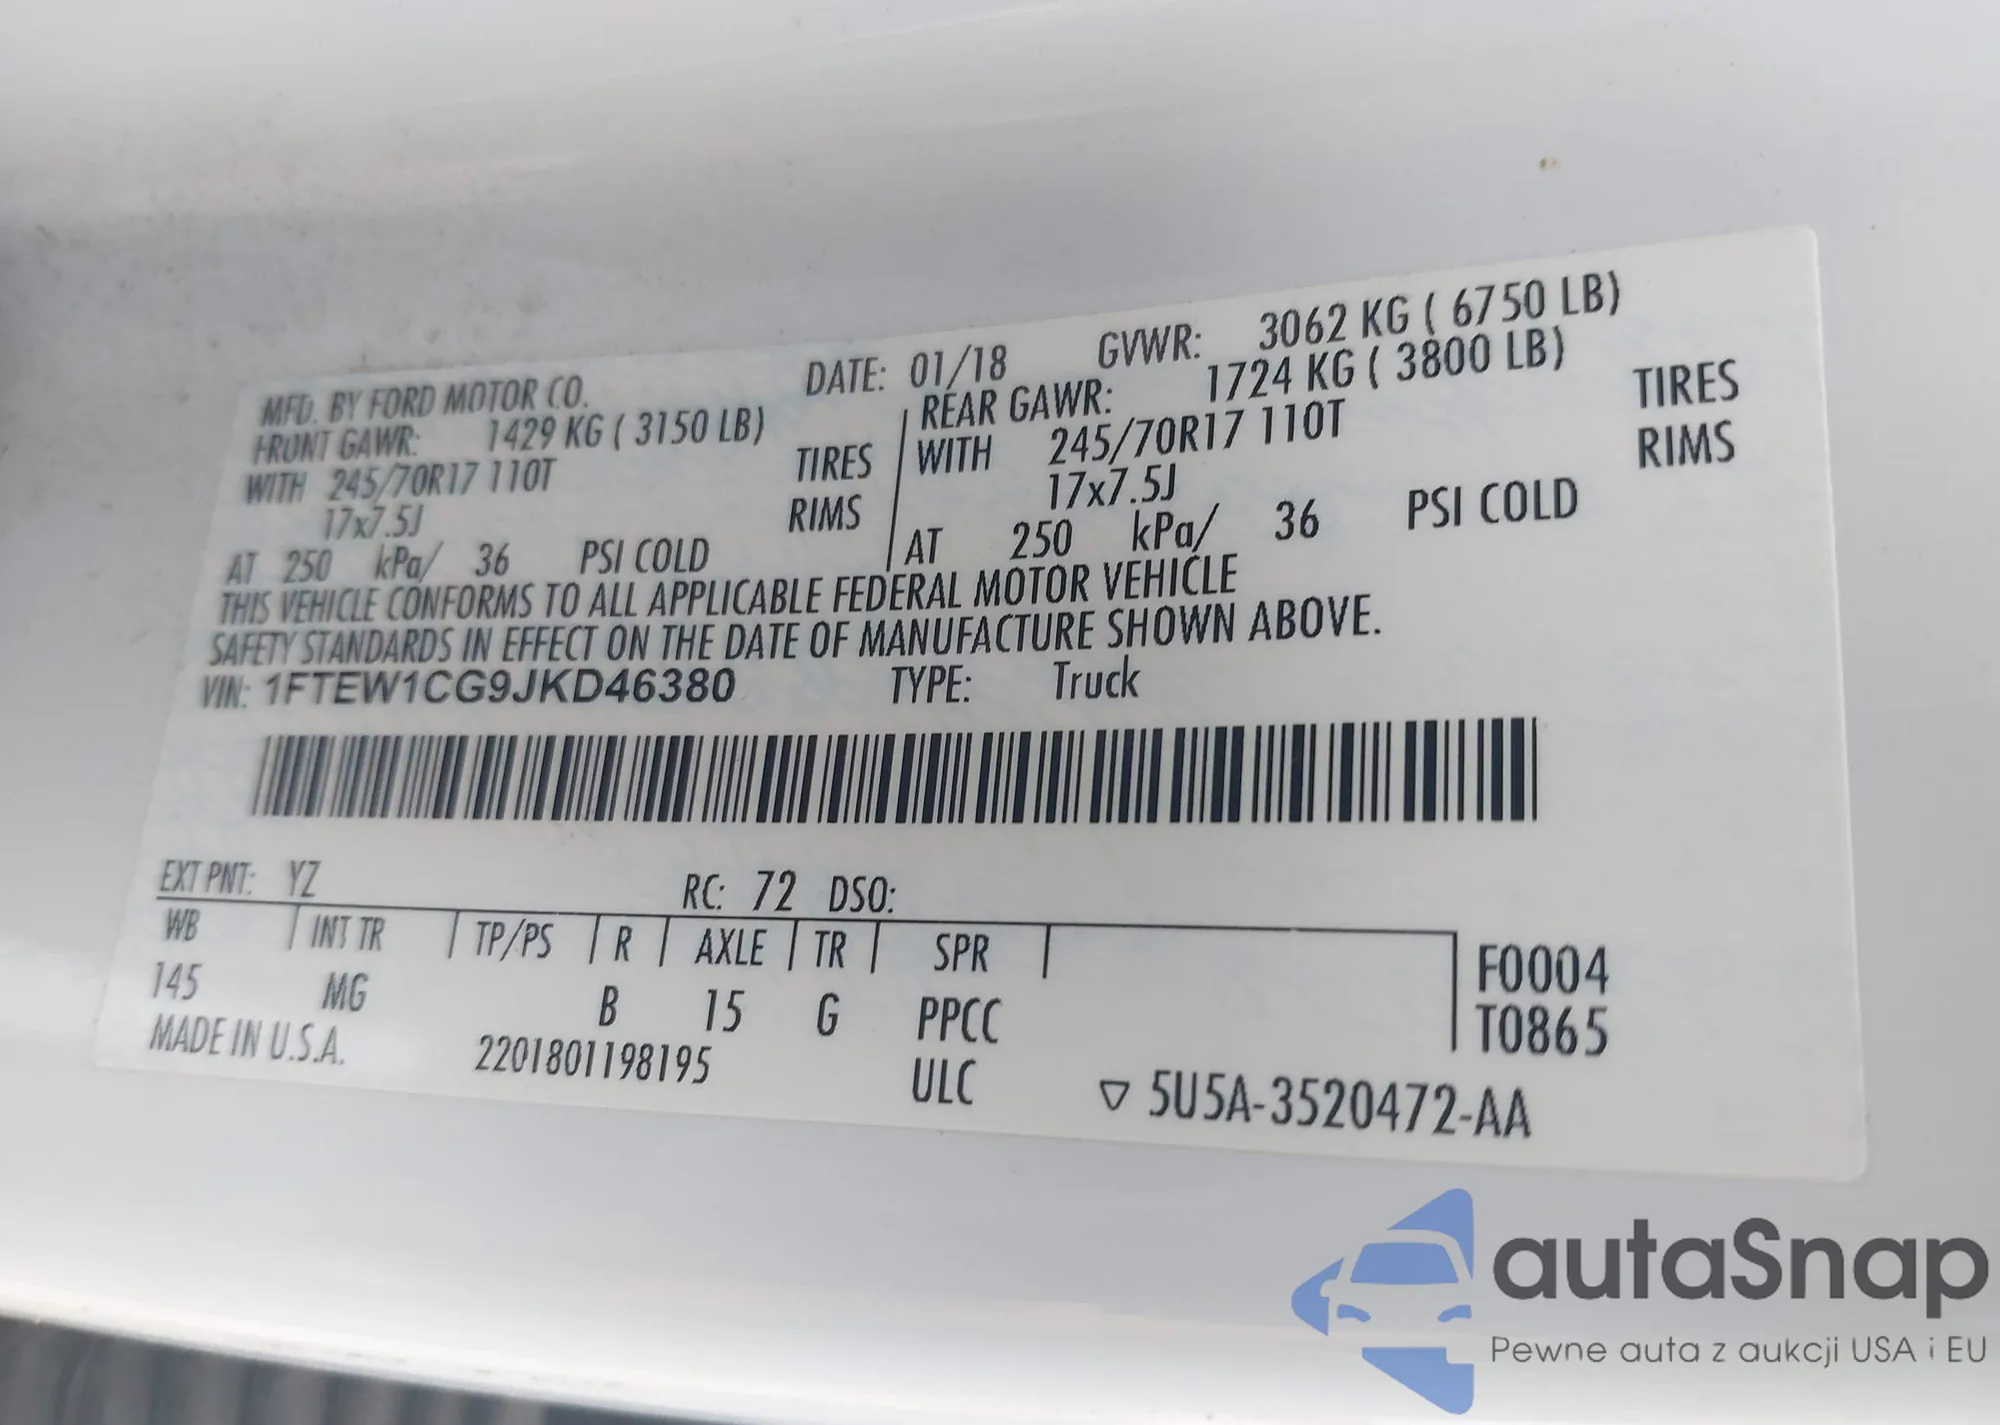 MFD. BY FORD MOTOR CO. DATE: 01/18 GVWR: 3062 KG ( 6750 LB)
FRONT GAWR: 1429 KG ( 3150 LB) REAR GAWR: 1724 KG ( 3800 LB)
WITH 245/70R17 110T TIRES WITH 245/70R17 110T TIRES
17x7.5J RIMS 17x7.5J RIMS
AT 250 kPa/ 36 PSI COLD AT 250 kPa/ 36 PSI COLD
THIS VEHICLE CONFORMS TO ALL APPLICABLE FEDERAL MOTOR VEHICLE
SAFETY STANDARDS IN EFFECT ON THE DATE OF MANUFACTURE SHOWN ABOVE.
VIN: 1FTEW1CG9JKD46380 TYPE: Truck
EXT PNT: YZ RC: 72 DSO:
WB INT TR TP/PS R AXLE TR SPR F0004
145 MG B 15 G PPCC T0865
MADE IN U.S.A. 2201801198195 ULC ▽ 5U5A-3520472-AA
autaSnap
Pewne auta z aukcji USA i EU